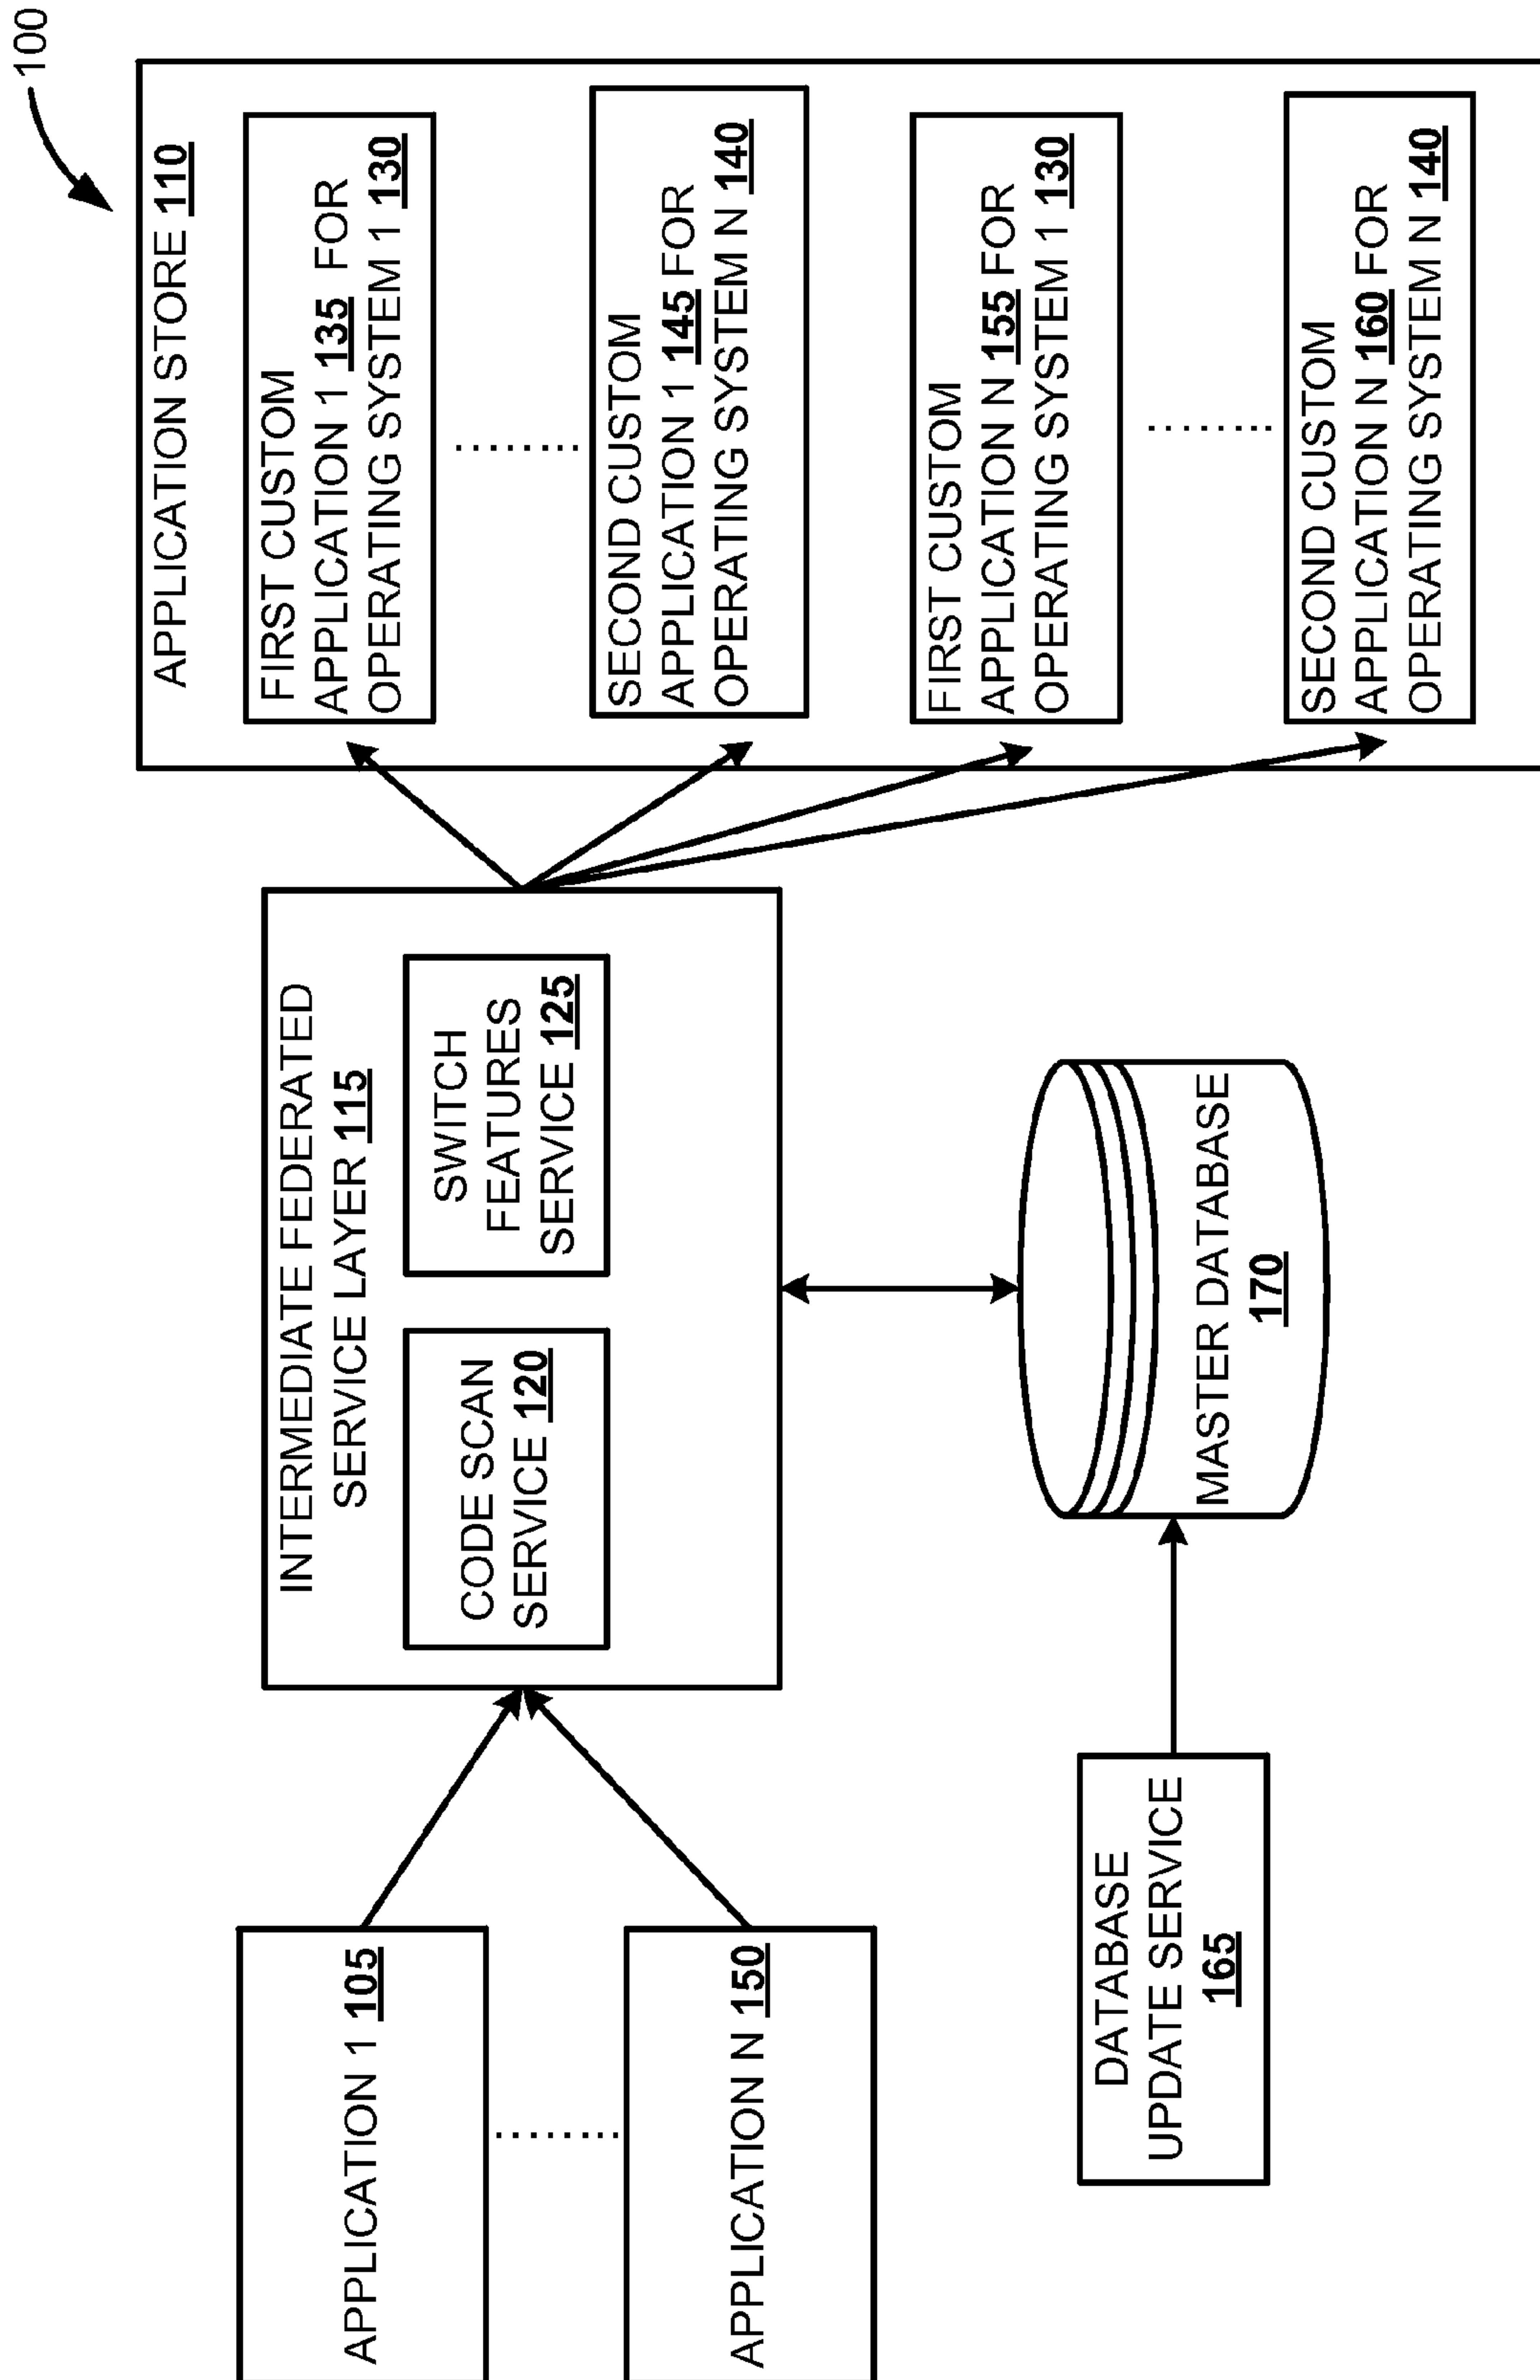 100
APPLICATION 1 105
APPLICATION N 150
INTERMEDIATE FEDERATED
SERVICE LAYER 115
CODE SCAN
SERVICE 120
SWITCH
FEATURES
SERVICE 125
APPLICATION STORE 110
FIRST CUSTOM
APPLICATION 1 135 FOR
OPERATING SYSTEM 1 130
SECOND CUSTOM
APPLICATION 1 145 FOR
OPERATING SYSTEM N 140
FIRST CUSTOM
APPLICATION N 155 FOR
OPERATING SYSTEM 1 130
SECOND CUSTOM
APPLICATION N 160 FOR
OPERATING SYSTEM N 140
DATABASE
UPDATE SERVICE
165
MASTER DATABASE
170